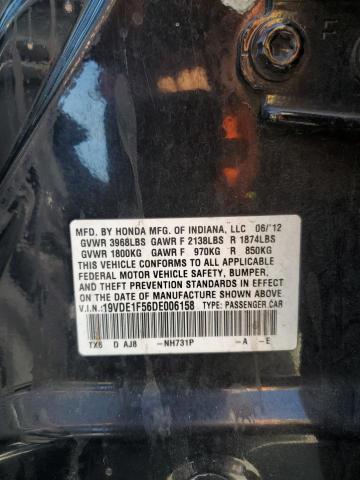 MFD. BY HONDA MFG. OF INDIANA, LLC 06/'12
GVWR 3968LBS GAWR F 2138LBS R 1874LBS
GVWR 1800KG GAWR F 970KG R 850KG
THIS VEHICLE CONFORMS TO ALL APPLICABLE
FEDERAL MOTOR VEHICLE SAFETY, BUMPER,
AND THEFT PREVENTION STANDARDS IN EFFECT
ON THE DATE OF MANUFACTURE SHOWN ABOVE.
V.I.N.:19VDE1F56DE006158 TYPE: PASSENGER CAR
TX6 D AJ8 -NH731P -A -E